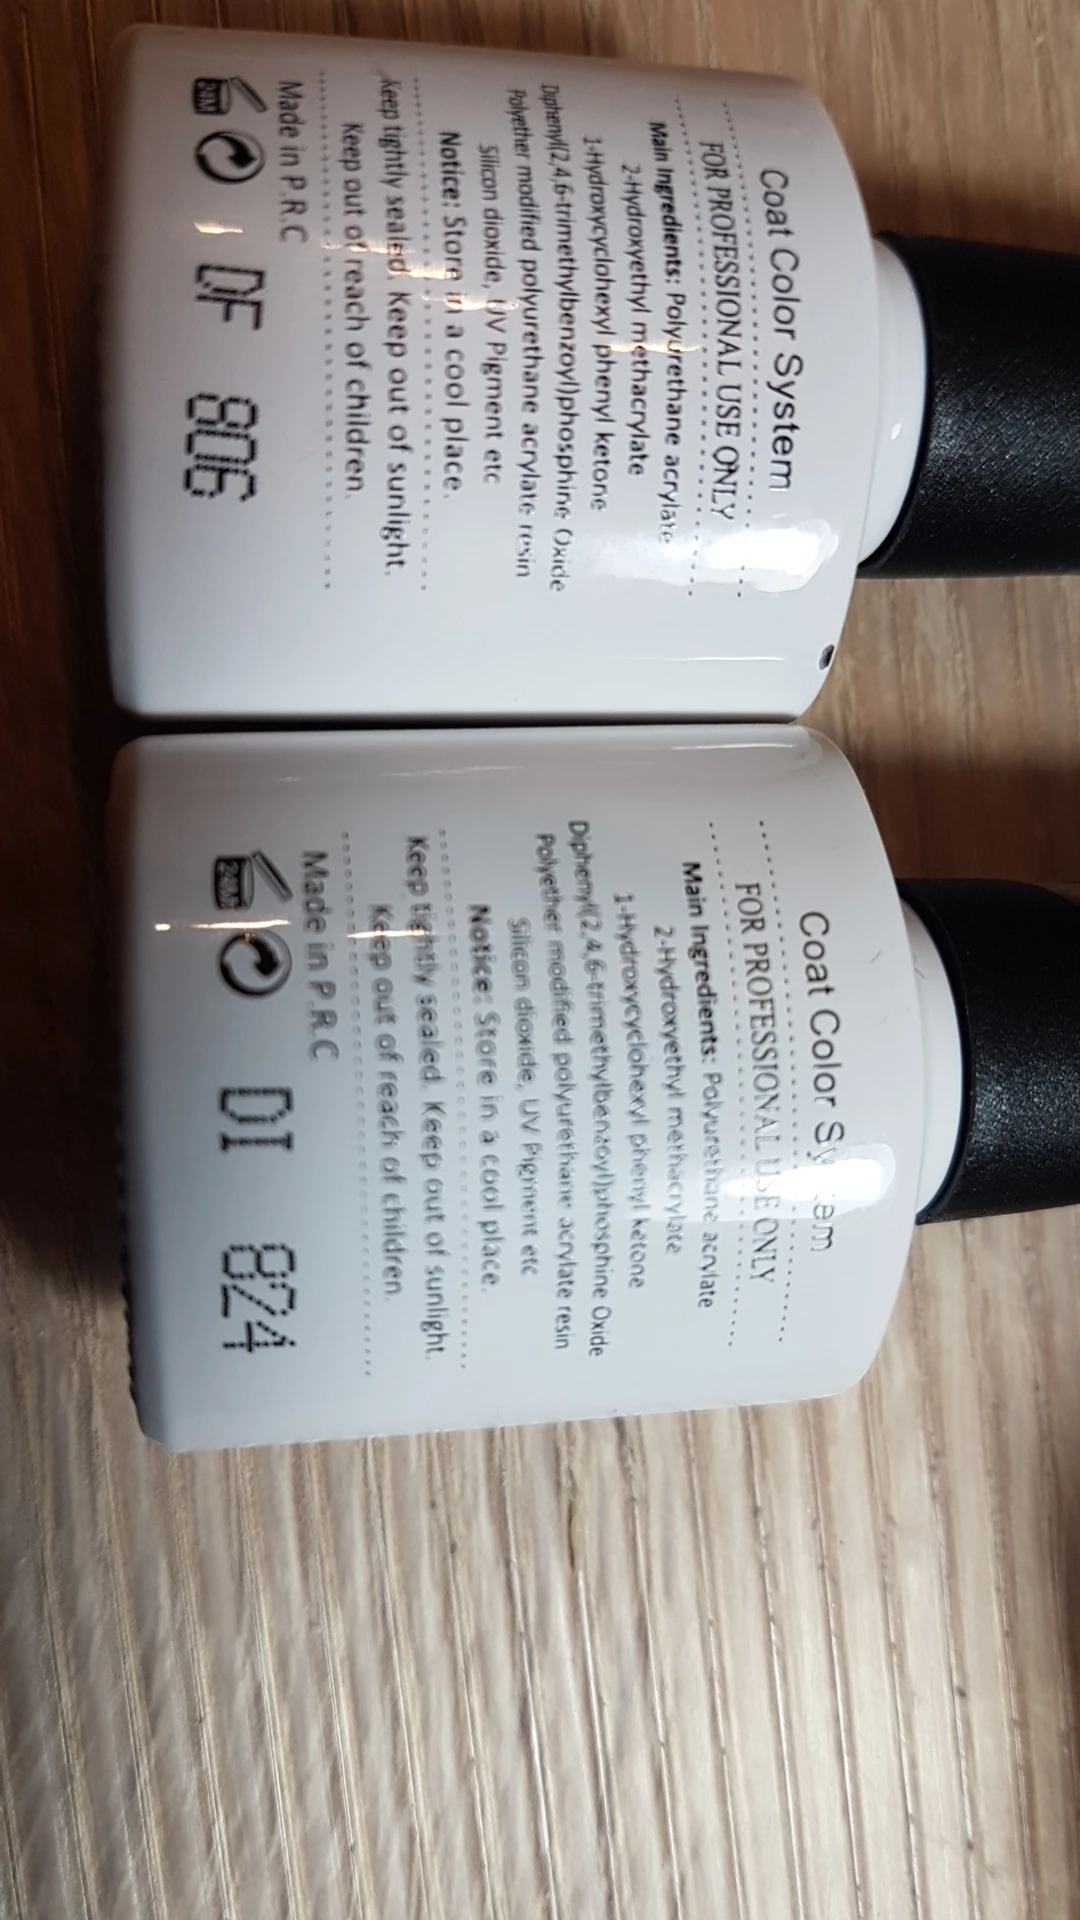 Coat Color System
FOR PROFESSIONAL USE ONLY
Main Ingredients: Polyurethane acrylate
2-Hydroxyethyl methacrylate
1-Hydroxycyclohexyl phenyl ketone
Diphenyl(2,4,6-trimethylbenzoyl)phosphine Oxide
Polyether modified polyurethane acrylate resin
Silicon dioxide, UV Pigment etc
Notice: Store in a cool place.
Keep tightly sealed. Keep out of sunlight.
Keep out of reach of children.
Made in P.R.C
24M
DF 806
Coat Color System
FOR PROFESSIONAL USE ONLY
Main Ingredients: Polyurethane acrylate
2-Hydroxyethyl methacrylate
1-Hydroxycyclohexyl phenyl ketone
Diphenyl(2,4,6-trimethylbenzoyl)phosphine Oxide
Polyether modified polyurethane acrylate resin
Silicon dioxide, UV Pigment etc
Notice: Store in a cool place.
Keep tightly sealed. Keep out of sunlight.
Keep out of reach of children.
Made in P.R.C
24M
DI 824